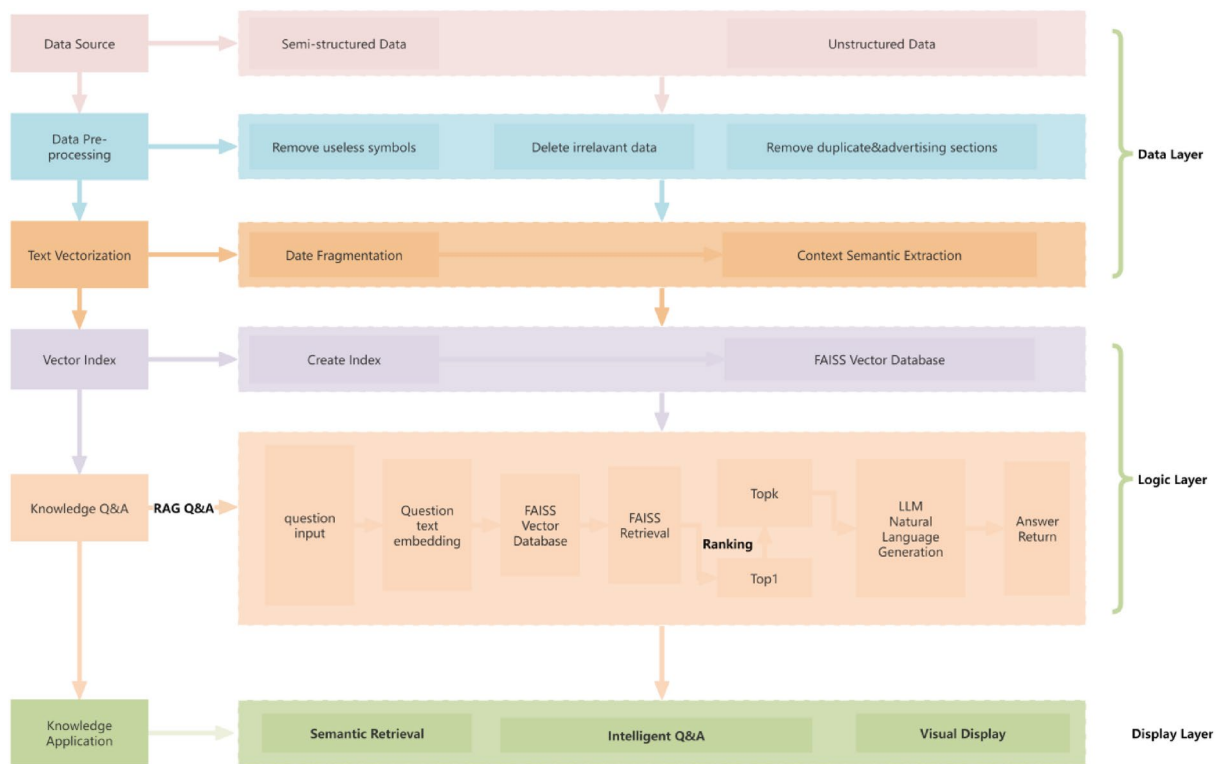 Data Source
Semi-structured Data
Unstructured Data
Data Pre-
processing
Remove useless symbols
Delete irrelavant data
Remove duplicate&advertising sections
Data Layer
Text Vectorization
Date Fragmentation
Context Semantic Extraction
Vector Index
Create Index
FAISS Vector Database
Knowledge Q&A
RAG Q&A
question
input
Question
text
embedding
FAISS
Vector
Database
FAISS
Retrieval
Ranking
Topk
Top1
LLM
Natural
Language
Generation
Answer
Return
Logic Layer
Knowledge
Application
Semantic Retrieval
Intelligent Q&A
Visual Display
Display Layer